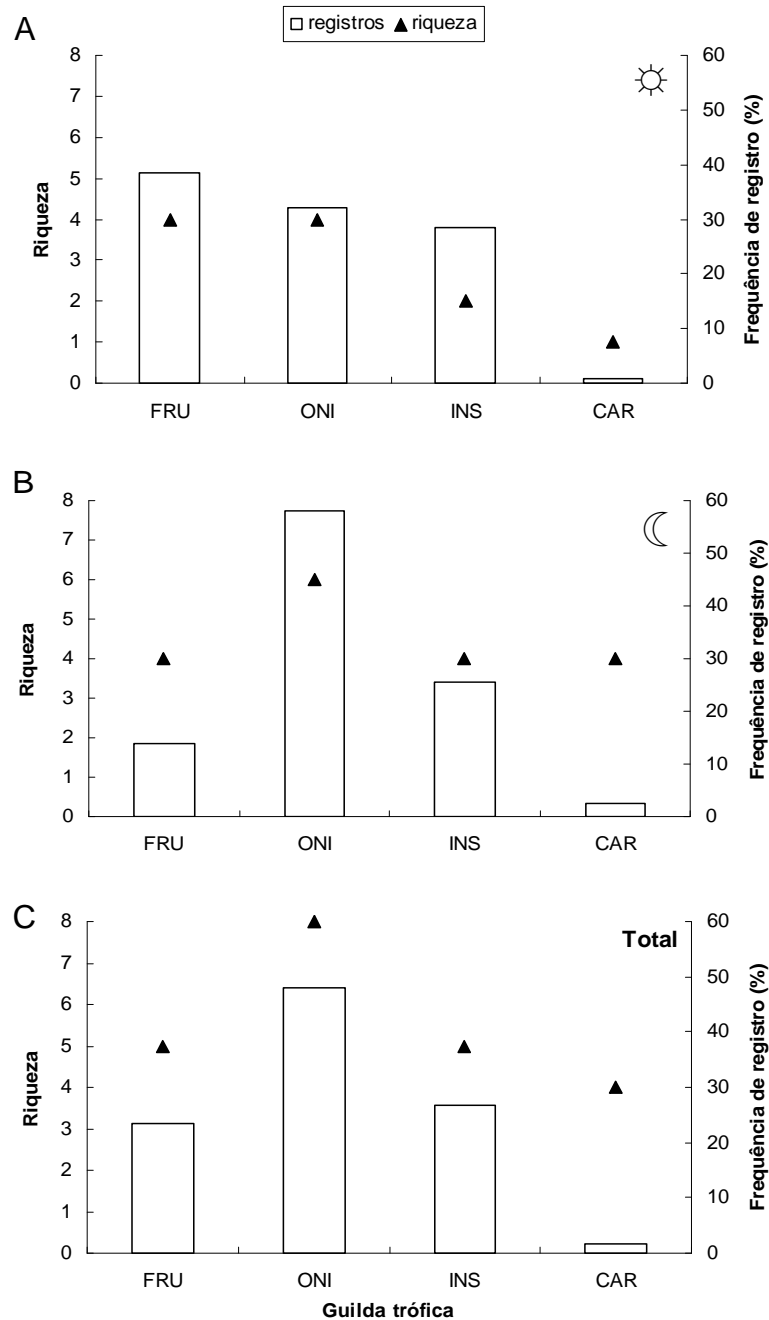 A
registros riqueza
8 60
7
50
6
5 40
4 30
3
20
2
10
1
0 0
Riqueza
Frequência de registro (%)
FRU ONI INS CAR
B
8 60
7
50
6
5 40
4 30
3
20
2
10
1
0 0
Riqueza
Frequência de registro (%)
FRU ONI INS CAR
C
Total
8 60
7
50
6
5 40
4 30
3
20
2
10
1
0 0
Riqueza
Frequência de registro (%)
FRU ONI INS CAR
Guilda trófica